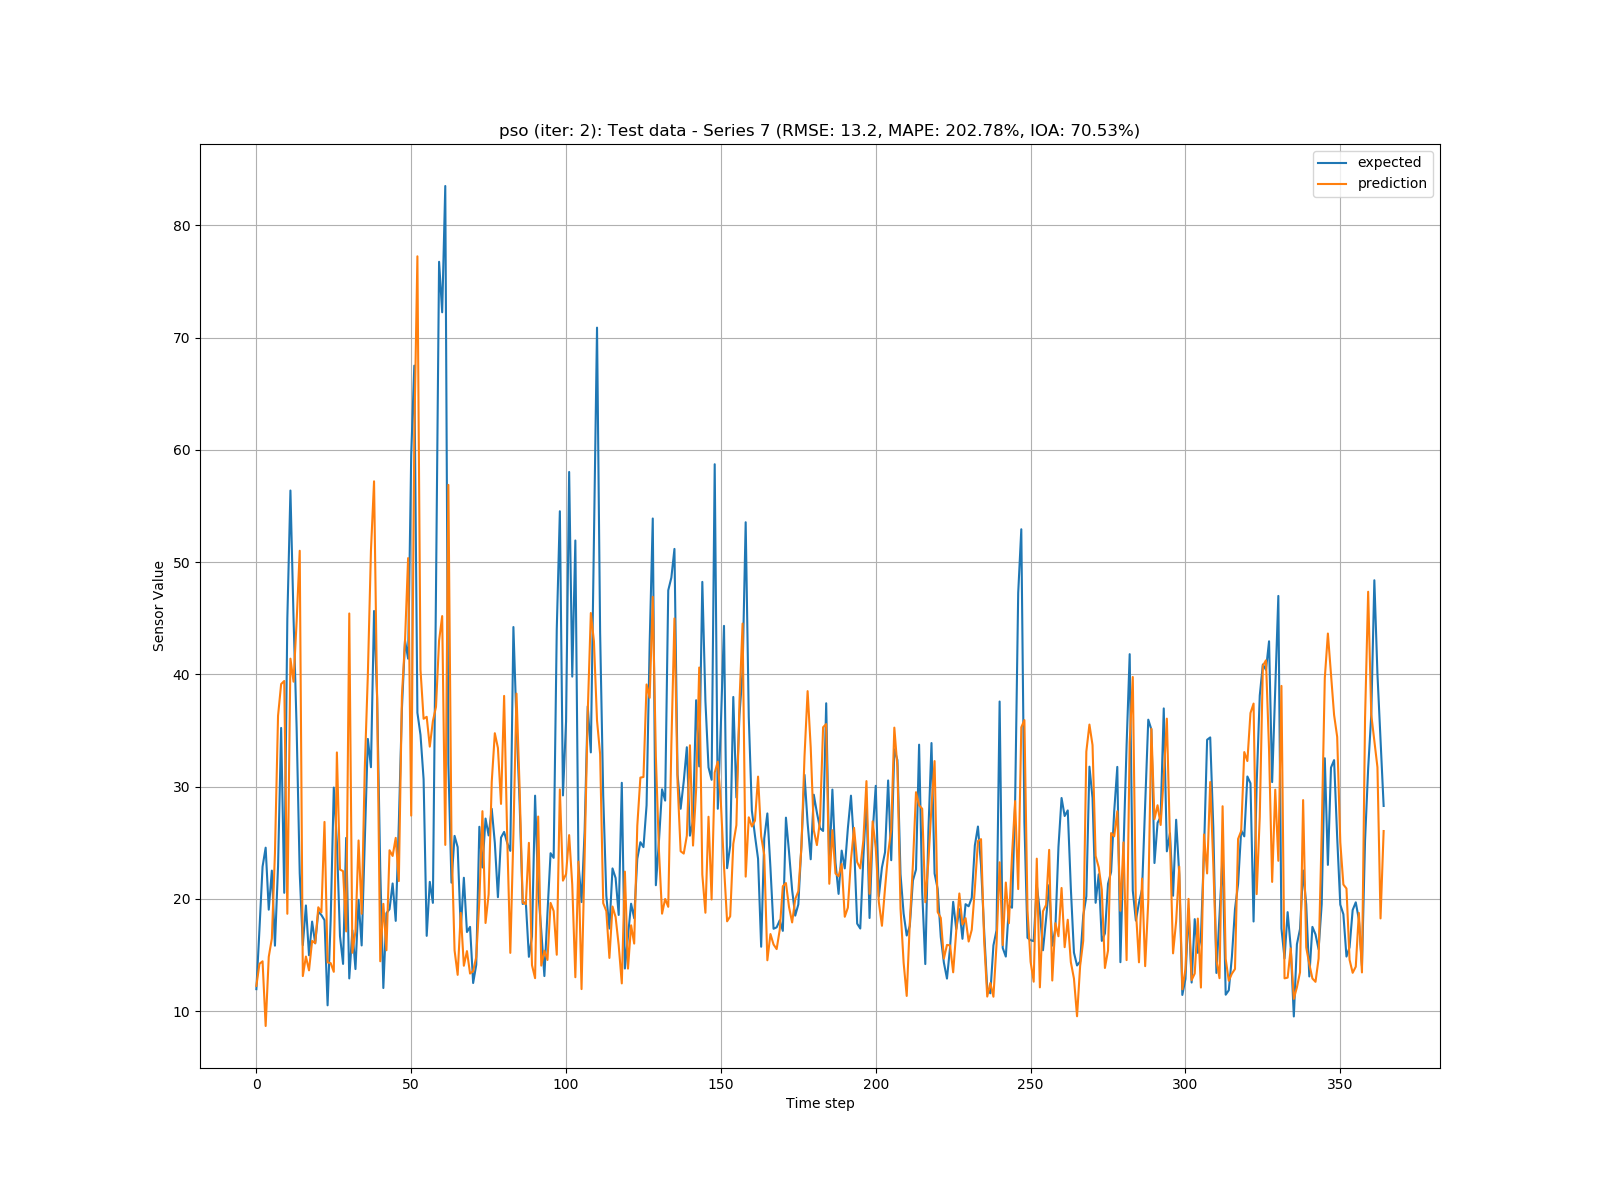 pso (iter: 2): Test data - Series 7 (RMSE: 13.2, MAPE: 202.78%, IOA: 70.53%)
expected
prediction
80
70
60
50
40
30
20
10
Sensor Value
0 50 100 150 200 250 300 350
Time step